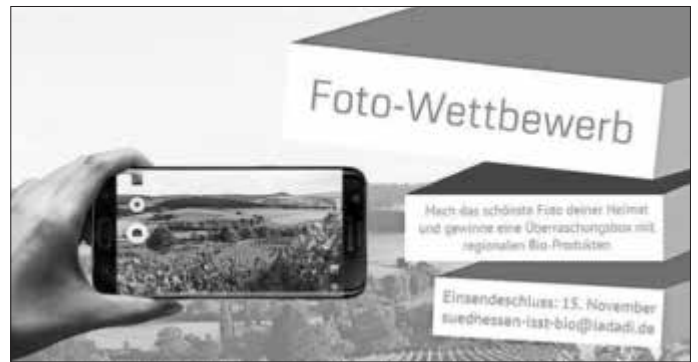 Foto-Wettbewerb
Mach das schönste Foto deiner Heimat
und gewinne eine Überraschungsbox mit
regionalen Bio-Produkten
Einsendeschluss: 15. November
suedhessen-isst-bio@ladadi.de